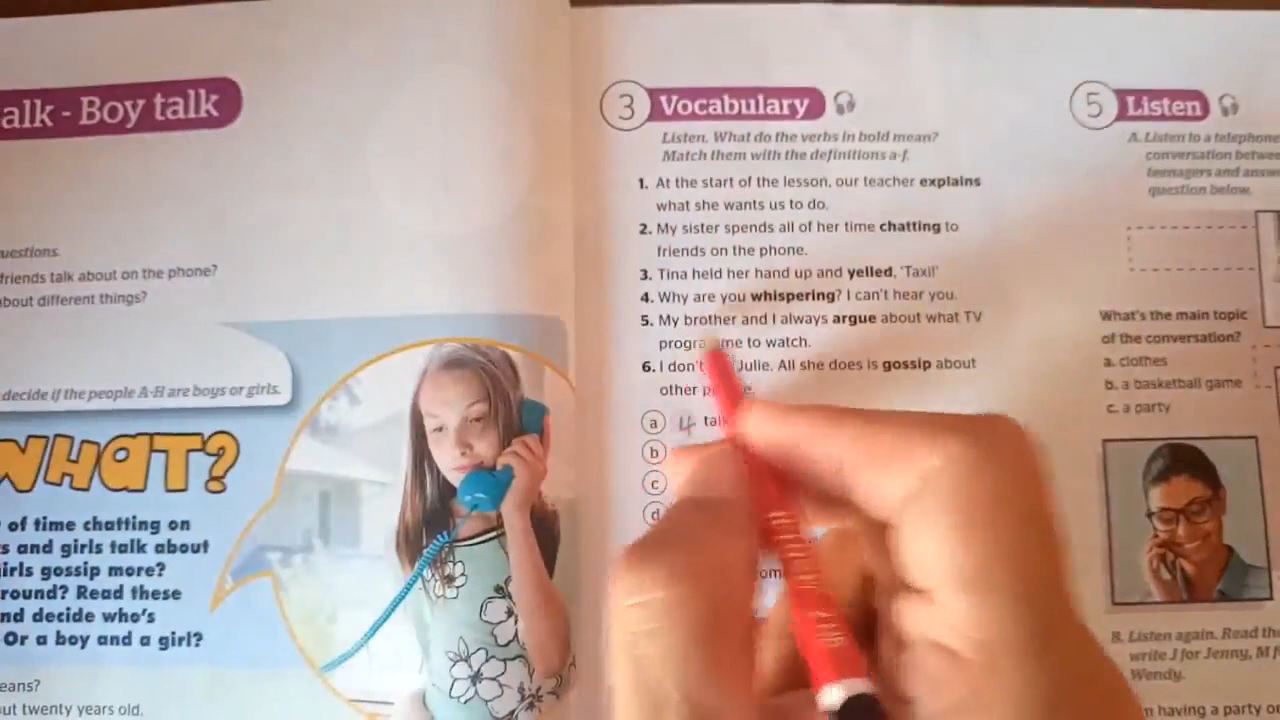 alk - Boy talk
uestions.
friends talk about on the phone?
about different things?
decide if the people A-H are boys or girls.
WHAT?
of time chatting on
s and girls talk about
irls gossip more?
round? Read these
nd decide who's
Or a boy and a girl?
eans?
ut twenty years old.
3 Vocabulary
Listen. What do the verbs in bold mean?
Match them with the definitions a-f.
1. At the start of the lesson, our teacher explains
what she wants us to do.
2. My sister spends all of her time chatting to
friends on the phone.
3. Tina held her hand up and yelled, 'Taxi!'
4. Why are you whispering? I can't hear you.
5. My brother and I always argue about what TV
progra me to watch.
6. I don't Julie. All she does is gossip about
other
a 4 talk
b
c
d
om
5 Listen
A. Listen to a telephone
conversation betwee
teenagers and answ
question below.
What's the main topic
of the conversation?
a. clothes
b. a basketball game
c. a party
B. Listen again. Read th
write J for Jenny, M f
Wendy.
n having a party o